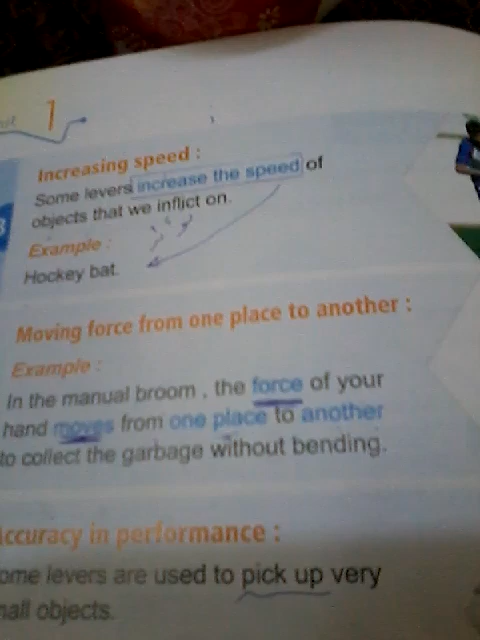 1
Increasing speed :
Some levers increase the speed of
objects that we inflict on.
Example :
Hockey bat.
Moving force from one place to another :
Example :
In the manual broom , the force of your
hand moves from one place to another
to collect the garbage without bending.
Accuracy in performance :
ome levers are used to pick up very
mall objects.